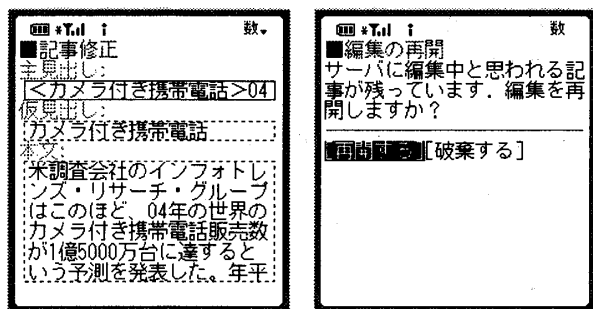 数
■記事修正
主見出し:
<カメラ付き携帯電話>04
仮見出し:
カメラ付き携帯電話
本文:
米調査会社のインフォトレ
ンズ・リサーチ・グループ
はこのほど、04年の世界の
カメラ付き携帯電話販売数
が1億5000万台に達すると
いう予測を発表した。年平
数
■編集の再開
サーバに編集中と思われる記
事が残っています．編集を再
開しますか？
[破棄する]